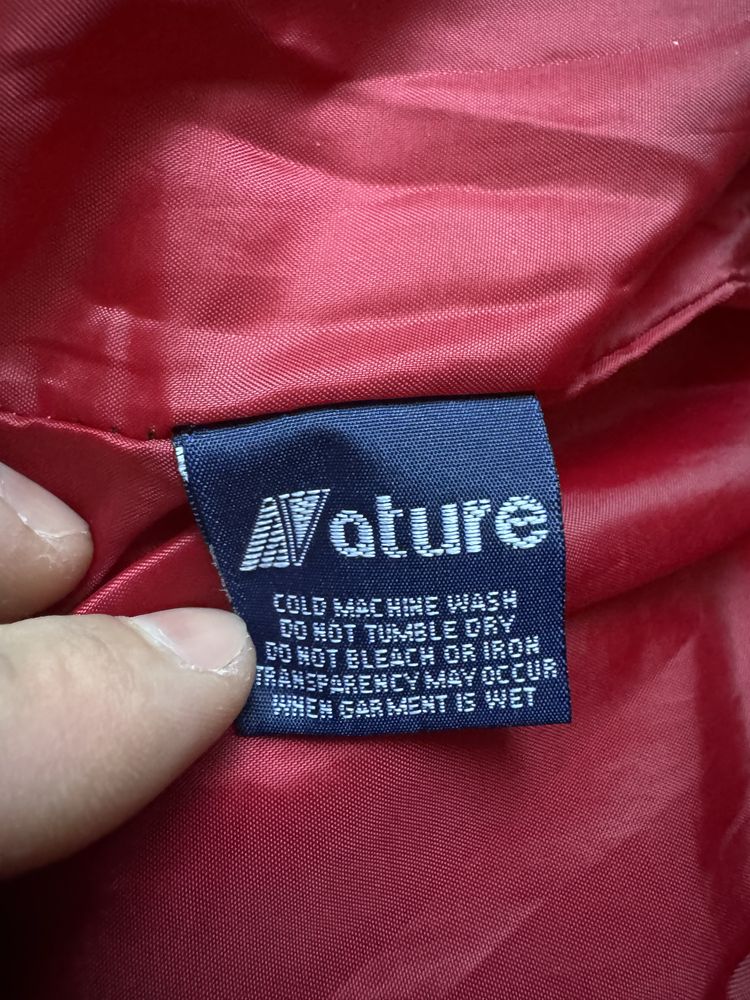 Nature
COLD MACHINE WASH
DO NOT TUMBLE DRY
DO NOT BLEACH OR IRON
TRANSPARENCY MAY OCCUR
WHEN GARMENT IS WET